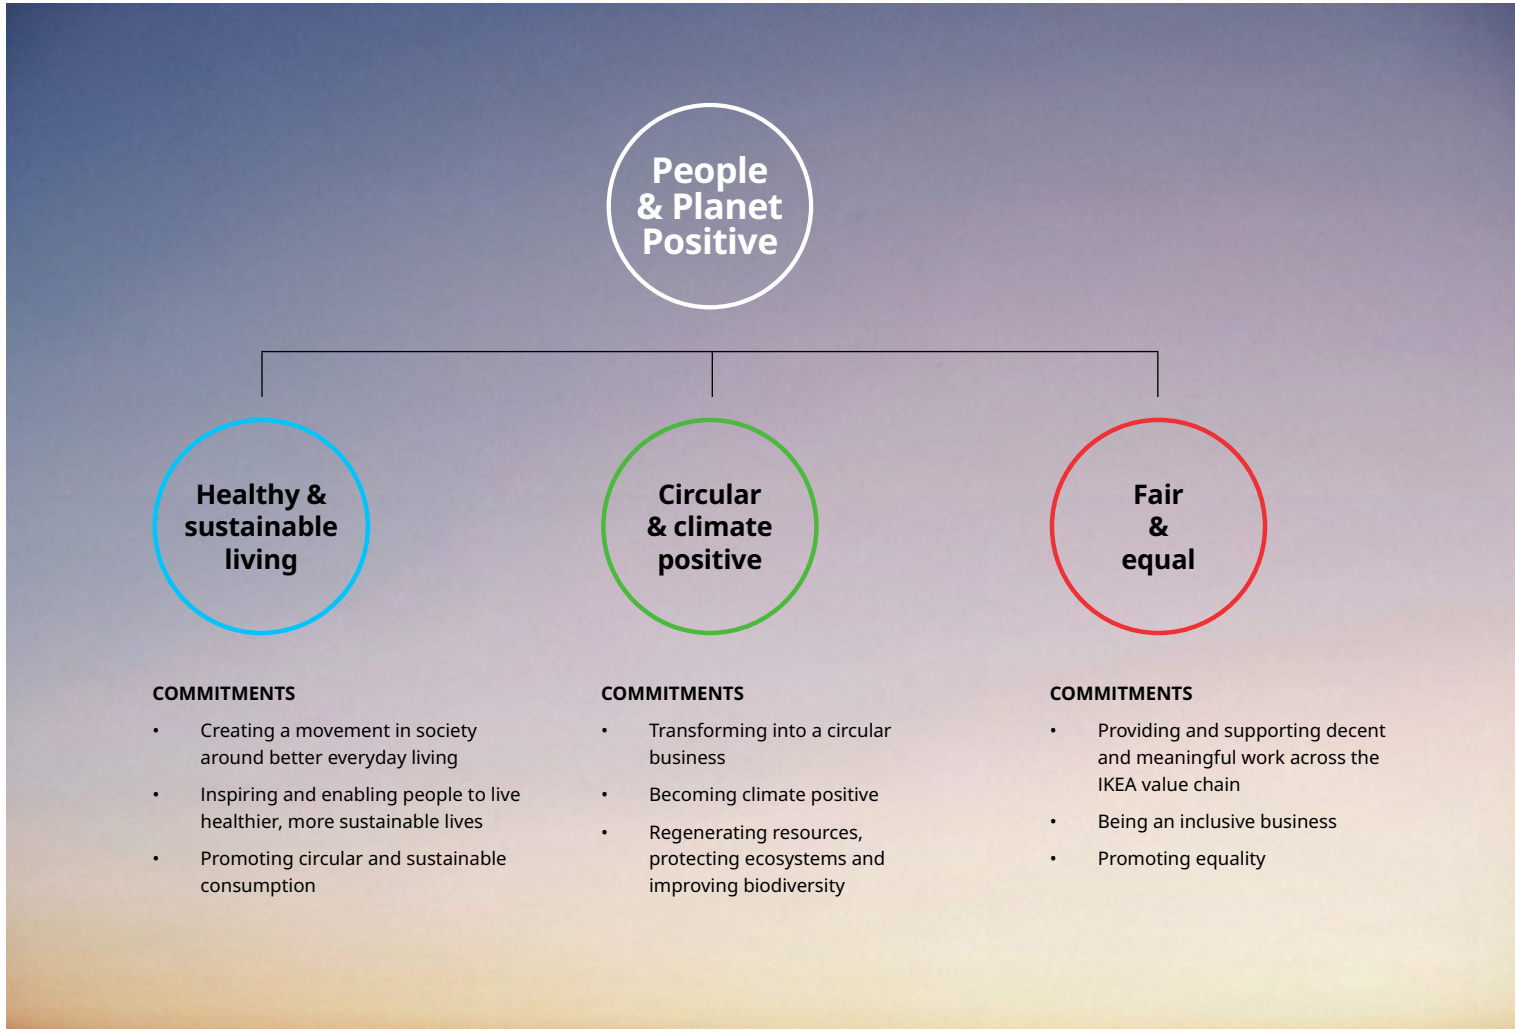 People
& Planet
Positive
Healthy &
sustainable
living
Circular
& climate
positive
Fair
&
equal
COMMITMENTS
• Creating a movement in society
around better everyday living
• Inspiring and enabling people to live
healthier, more sustainable lives
• Promoting circular and sustainable
consumption
COMMITMENTS
• Transforming into a circular
business
• Becoming climate positive
• Regenerating resources,
protecting ecosystems and
improving biodiversity
COMMITMENTS
• Providing and supporting decent
and meaningful work across the
IKEA value chain
• Being an inclusive business
• Promoting equality